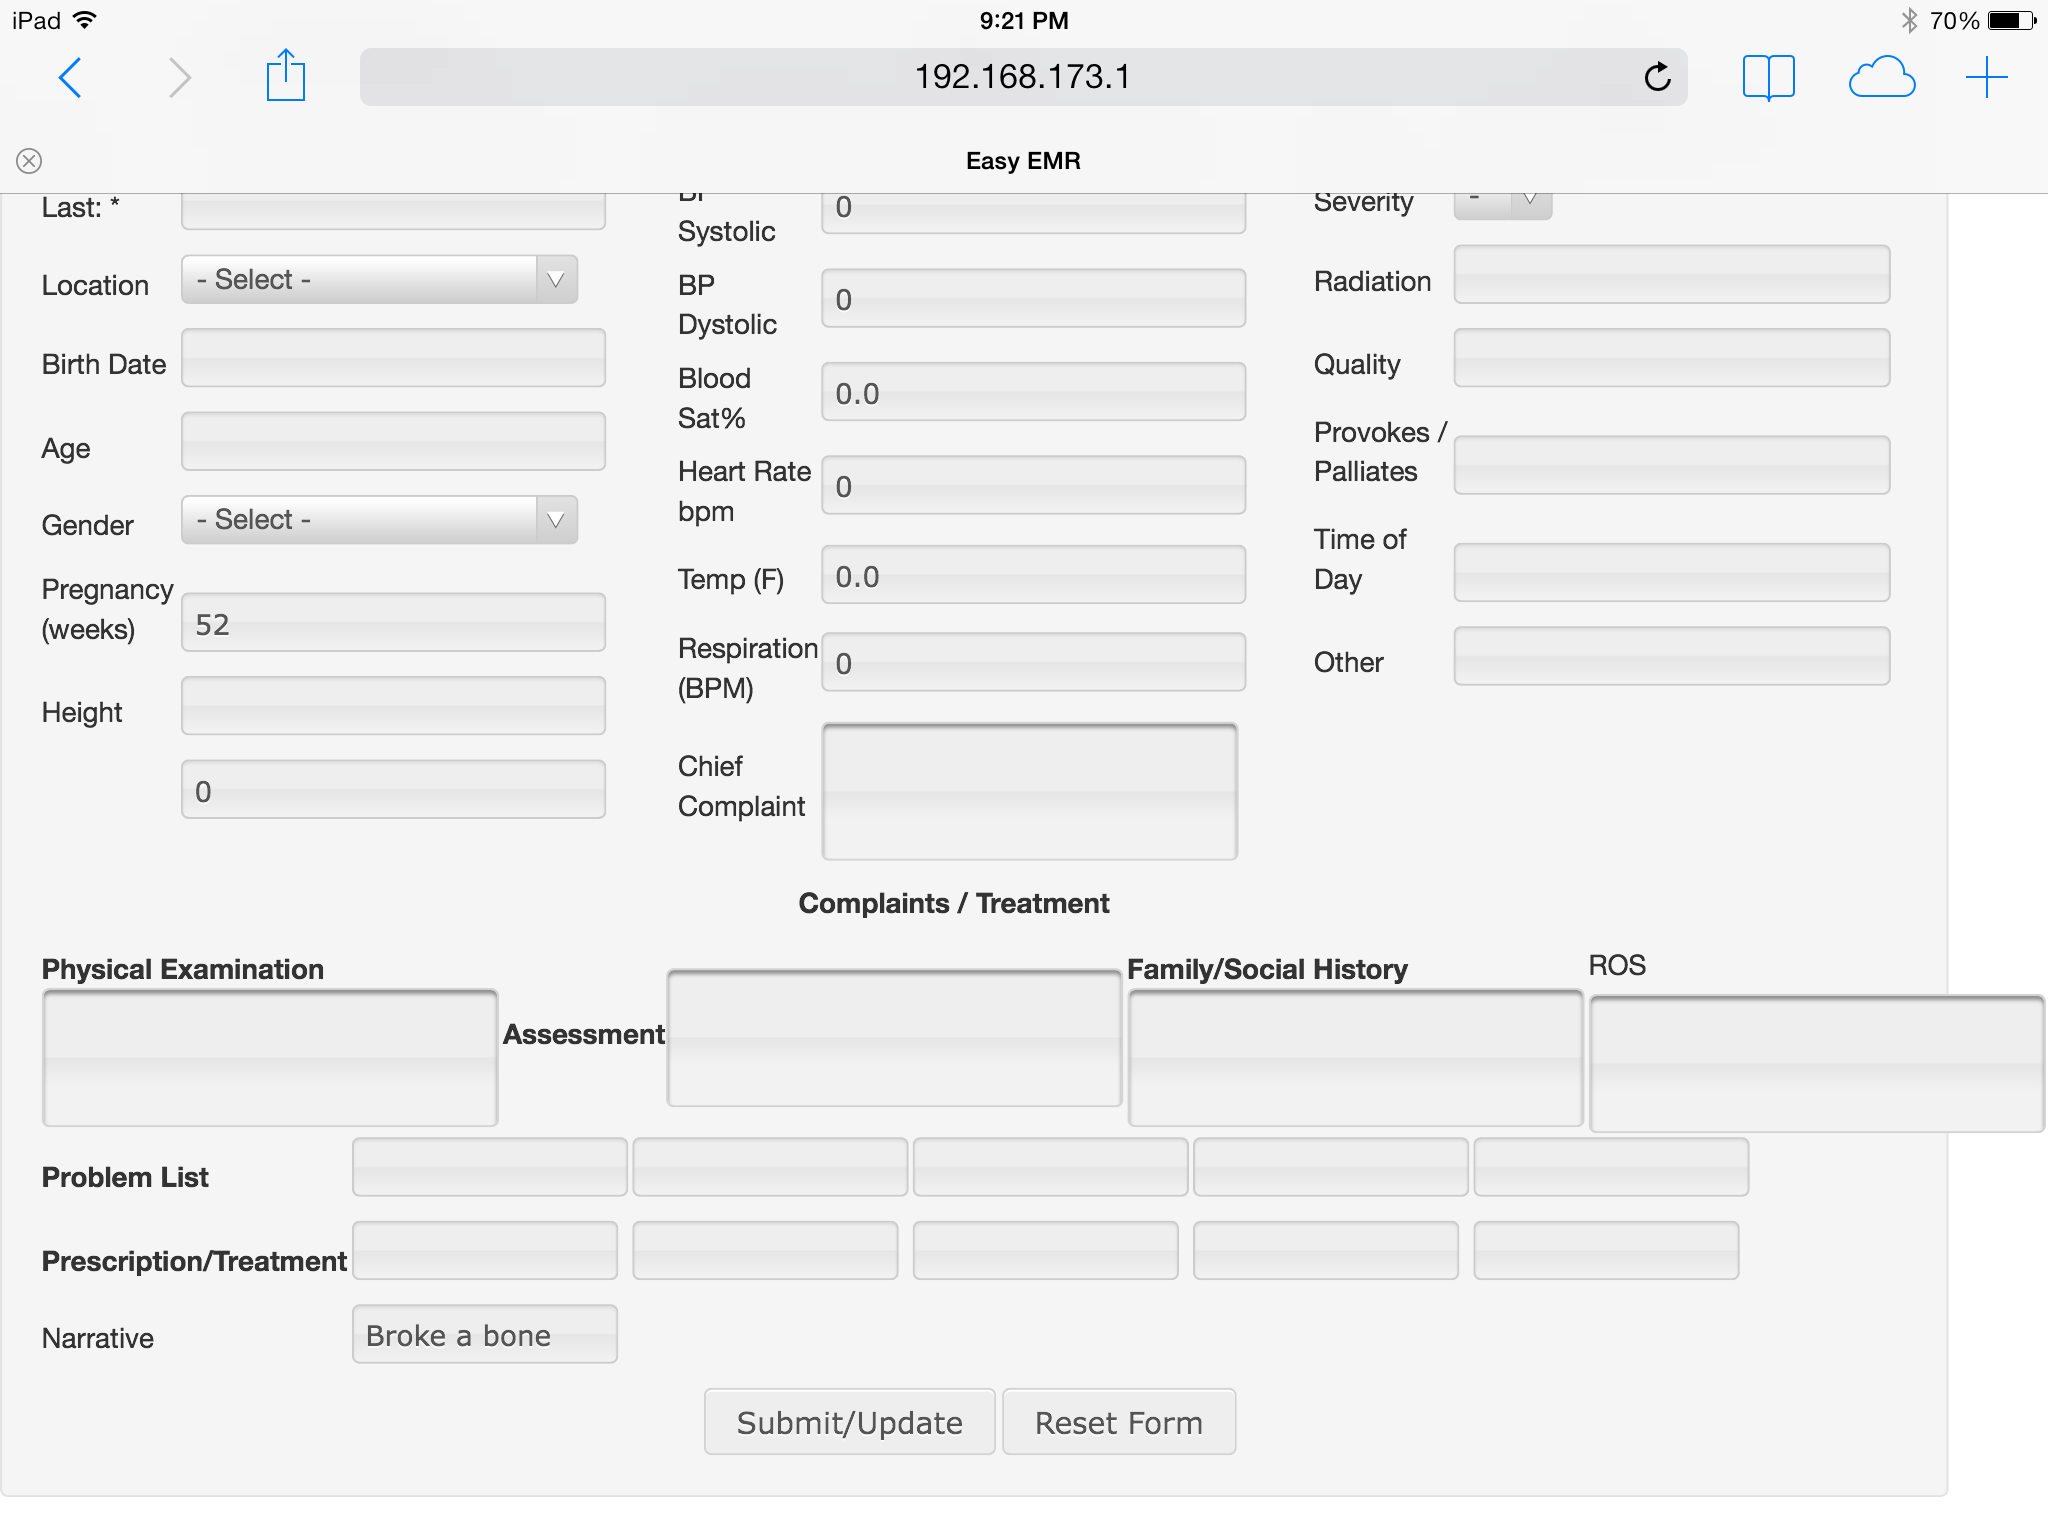 iPad 9:21 PM 70%
192.168.173.1
Easy EMR
Last: *
Location - Select -
Birth Date
Age
Gender - Select -
Pregnancy
(weeks) 52
Height
0
BP
Systolic 0
BP
Dystolic 0
Blood
Sat% 0.0
Heart Rate
bpm 0
Temp (F) 0.0
Respiration
(BPM) 0
Chief
Complaint
Severity -
Radiation
Quality
Provokes /
Palliates
Time of
Day
Other
Complaints / Treatment
Physical Examination
Assessment
Family/Social History
ROS
Problem List
Prescription/Treatment
Narrative Broke a bone
Submit/Update Reset Form